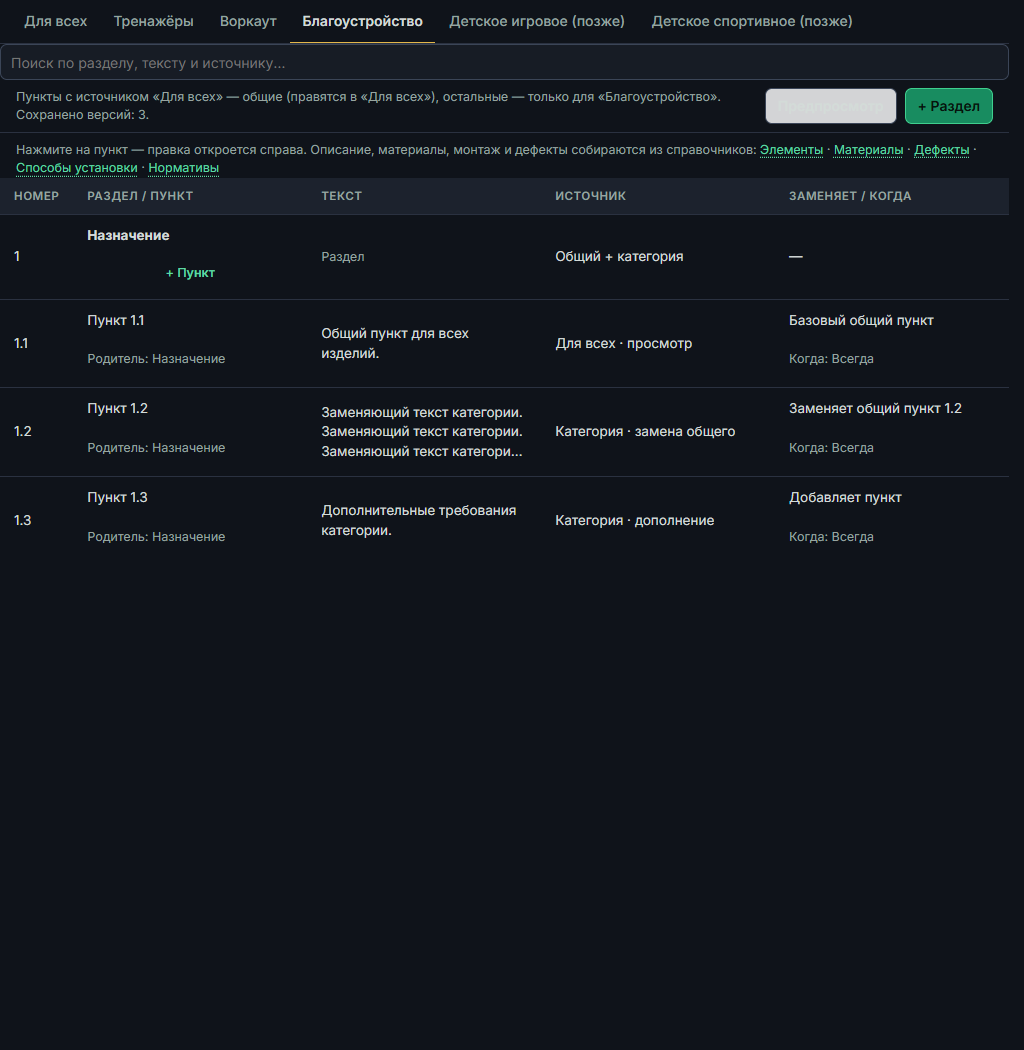 Для всех Тренажёры Воркаут Благоустройство Детское игровое (позже) Детское спортивное (позже)
Поиск по разделу, тексту и источнику...
Пункты с источником «Для всех» — общие (правятся в «Для всех»), остальные — только для «Благоустройство».
Сохранено версий: 3.
+ Раздел
Нажмите на пункт — правка откроется справа. Описание, материалы, монтаж и дефекты собираются из справочников: Элементы · Материалы · Дефекты ·
Способы установки · Нормативы
НОМЕР РАЗДЕЛ / ПУНКТ ТЕКСТ ИСТОЧНИК ЗАМЕНЯЕТ / КОГДА
Назначение
1 Раздел Общий + категория —
+ Пункт
Пункт 1.1 Базовый общий пункт
Общий пункт для всех
1.1 Для всех · просмотр
изделий.
Родитель: Назначение Когда: Всегда
Пункт 1.2 Заменяет общий пункт 1.2
Заменяющий текст категории.
1.2 Заменяющий текст категории. Категория · замена общего
Заменяющий текст категори...
Родитель: Назначение Когда: Всегда
Пункт 1.3 Добавляет пункт
Дополнительные требования
1.3 Категория · дополнение
категории.
Родитель: Назначение Когда: Всегда